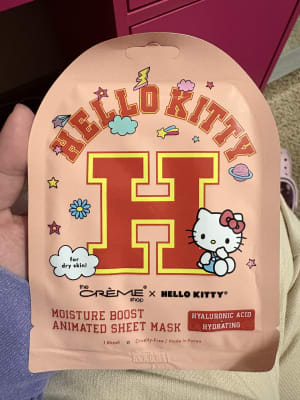 HELLO KITTY
H
for
dry skin!
the
CRÈME
shop
x HELLO KITTY®
MOISTURE BOOST
ANIMATED SHEET MASK
HYALURONIC ACID
HYDRATING
1 Sheet
Cruelty-Free / Made in Korea